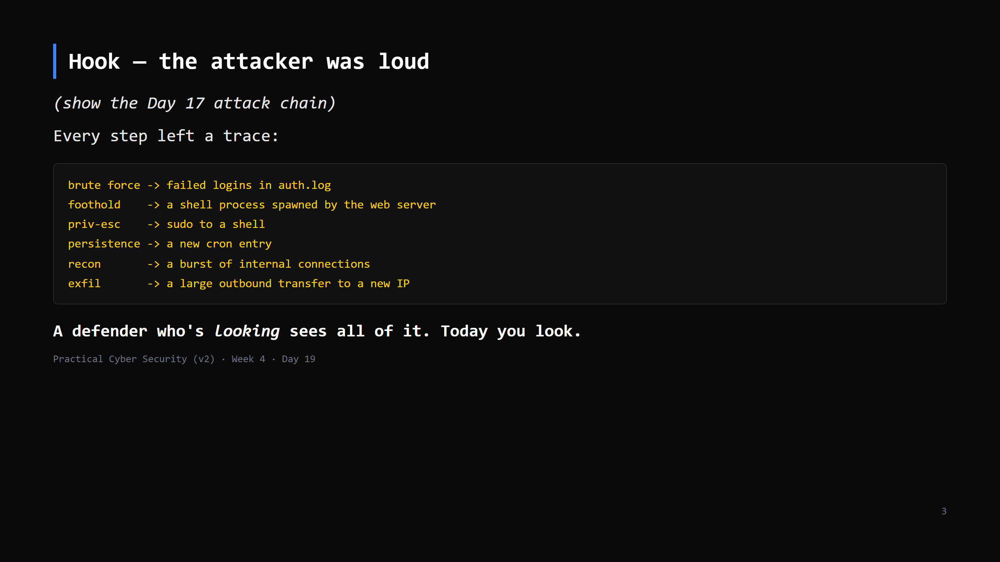 Hook — the attacker was loud
(show the Day 17 attack chain)
Every step left a trace:
brute force -> failed logins in auth.log
foothold    -> a shell process spawned by the web server
priv-esc    -> sudo to a shell
persistence -> a new cron entry
recon       -> a burst of internal connections
exfil       -> a large outbound transfer to a new IP
A defender who's looking sees all of it. Today you look.
Practical Cyber Security (v2) · Week 4 · Day 19
3